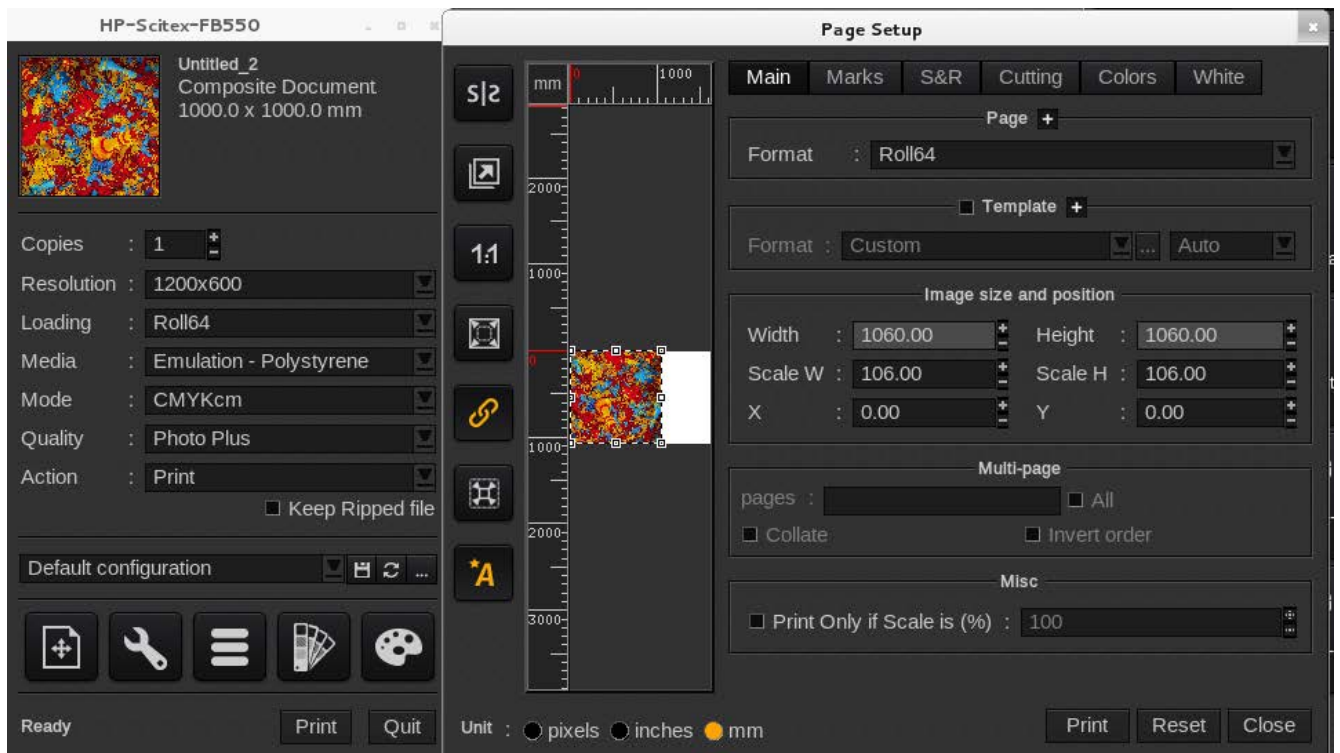 HP-Scitex-FB550
Untitled_2
Composite Document
1000.0 x 1000.0 mm
Copies : 1
Resolution : 1200x600
Loading : Roll64
Media : Emulation - Polystyrene
Mode : CMYKcm
Quality : Photo Plus
Action : Print
Keep Ripped file
Default configuration
...
Ready
Print
Quit
Page Setup
S|S
1:1
A
mm
0
1000
2000
1000
0
1000
2000
3000
Main Marks S&R Cutting Colors White
Page +
Format : Roll64
Template +
Format : Custom ... Auto
Image size and position
Width : 1060.00 Height : 1060.00
Scale W : 106.00 Scale H : 106.00
X : 0.00 Y : 0.00
Multi-page
pages : All
Collate Invert order
Misc
Print Only if Scale is (%) : 100
Unit : pixels inches mm
Print Reset Close